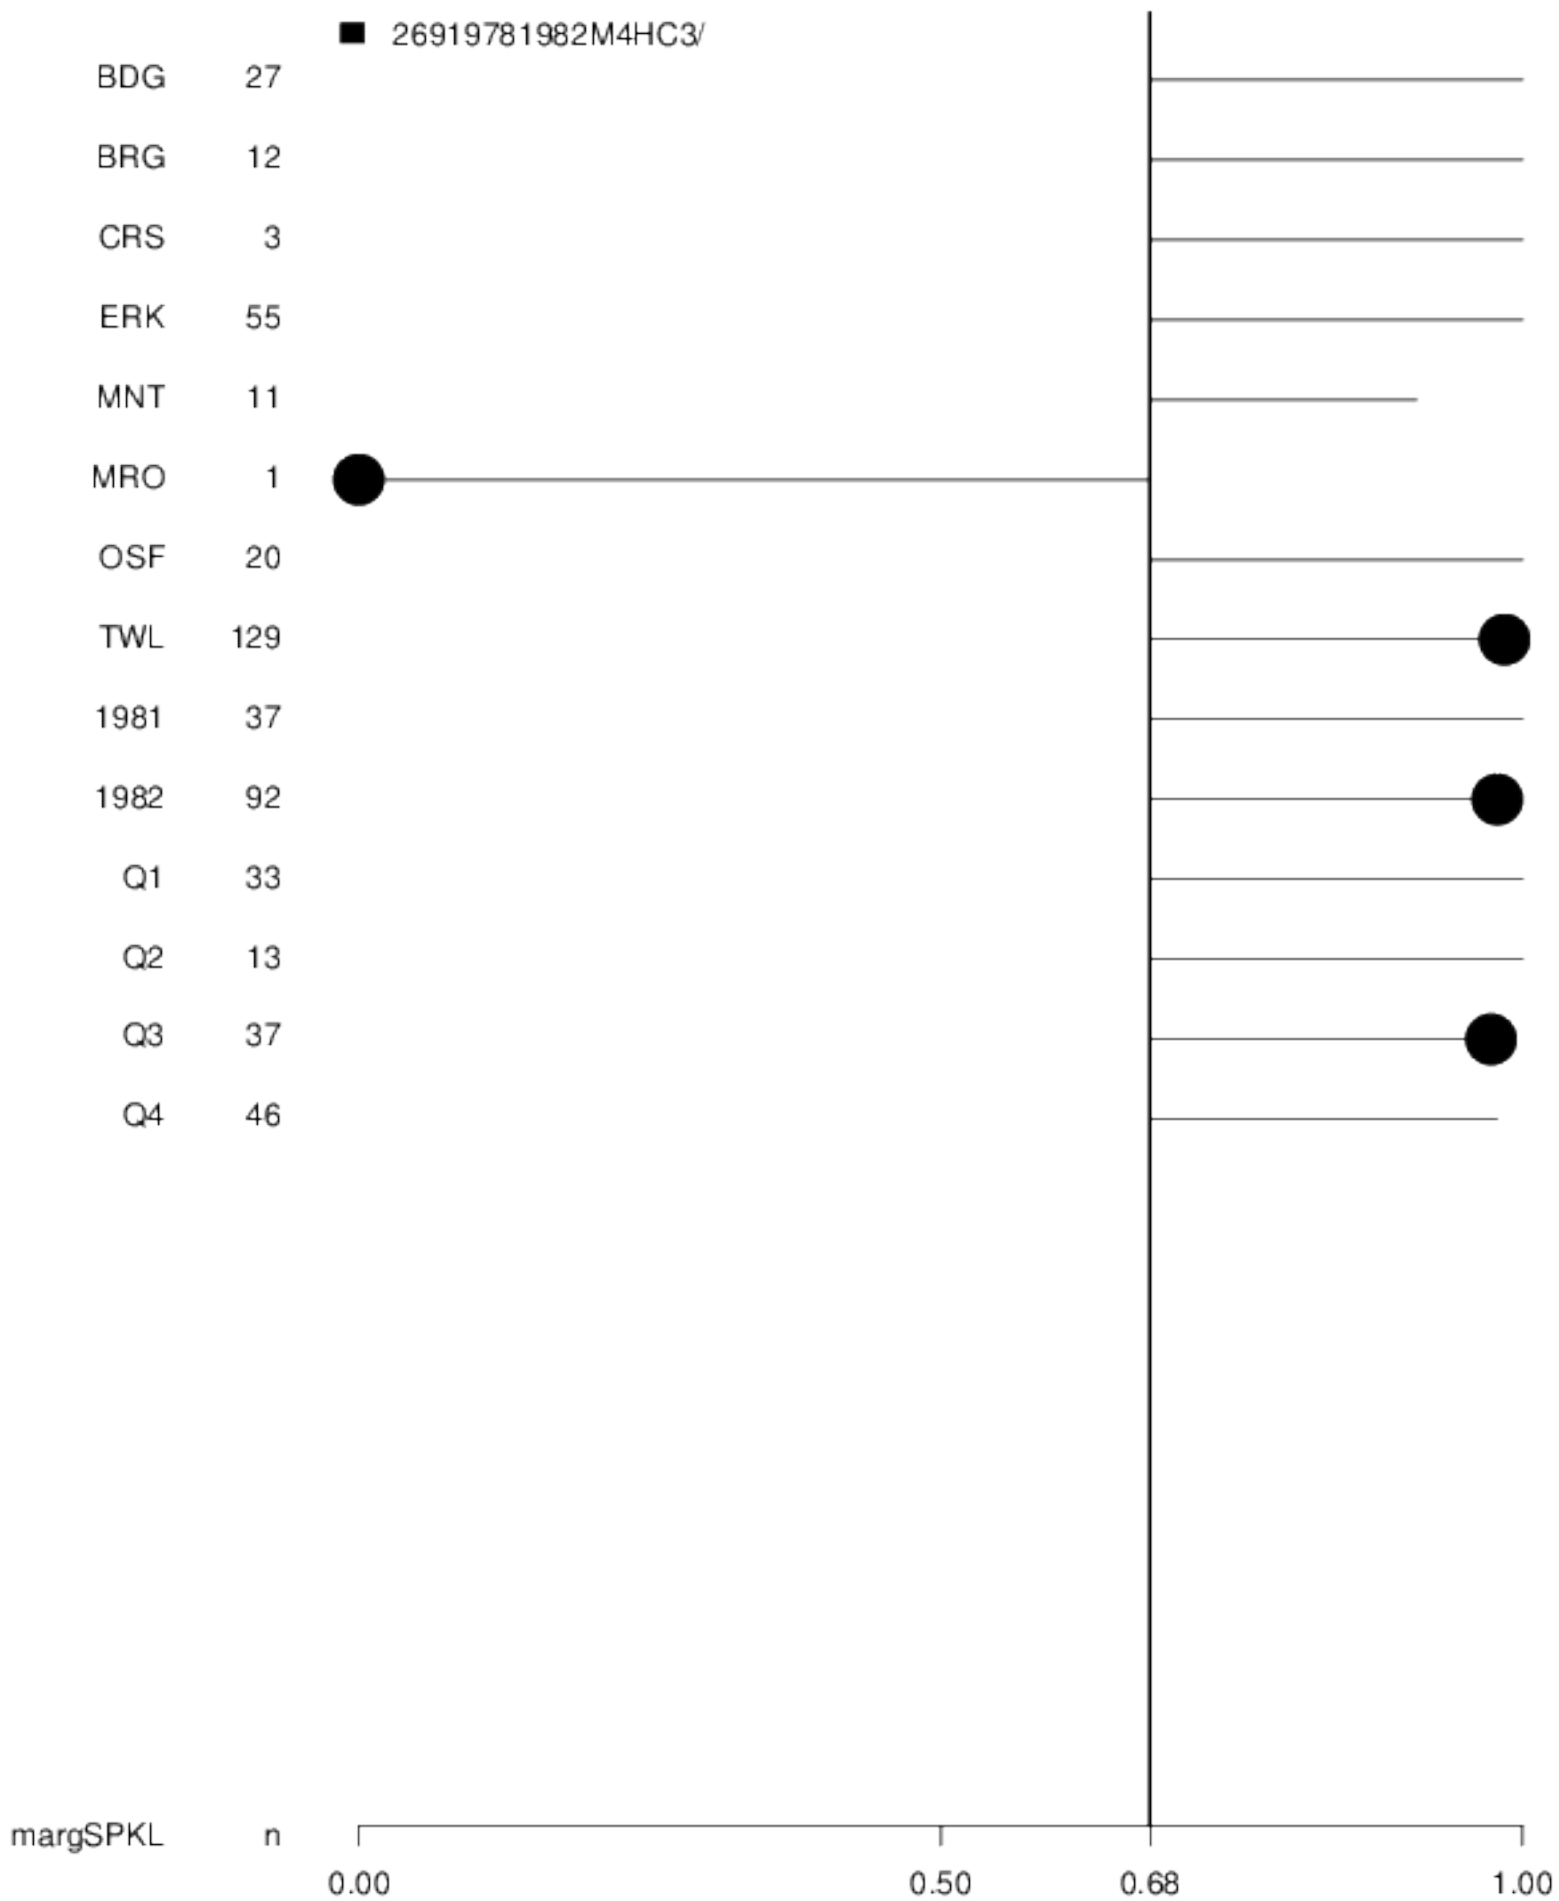 26919781982M4HC3/
BDG 27
BRG 12
CRS 3
ERK 55
MNT 11
MRO 1
OSF 20
TWL 129
1981 37
1982 92
Q1 33
Q2 13
Q3 37
Q4 46
margSPKL n
0.00 0.50 0.68 1.00